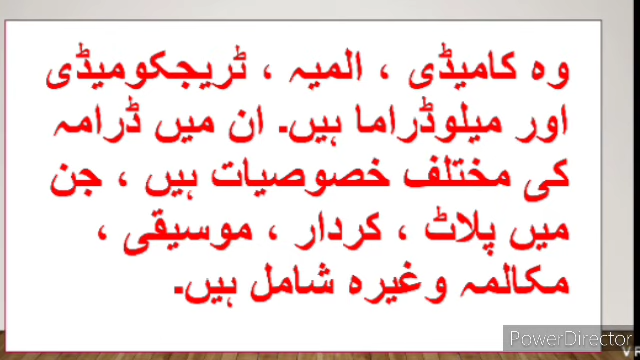 وہ کامیڈی ، المیہ ، ٹریجکومیڈی
اور میلوڈراما ہیں۔ ان میں ڈرامہ
کی مختلف خصوصیات ہیں ، جن
میں پلاٹ ، کردار ، موسیقی ،
مکالمہ وغیرہ شامل ہیں۔
PowerDirector